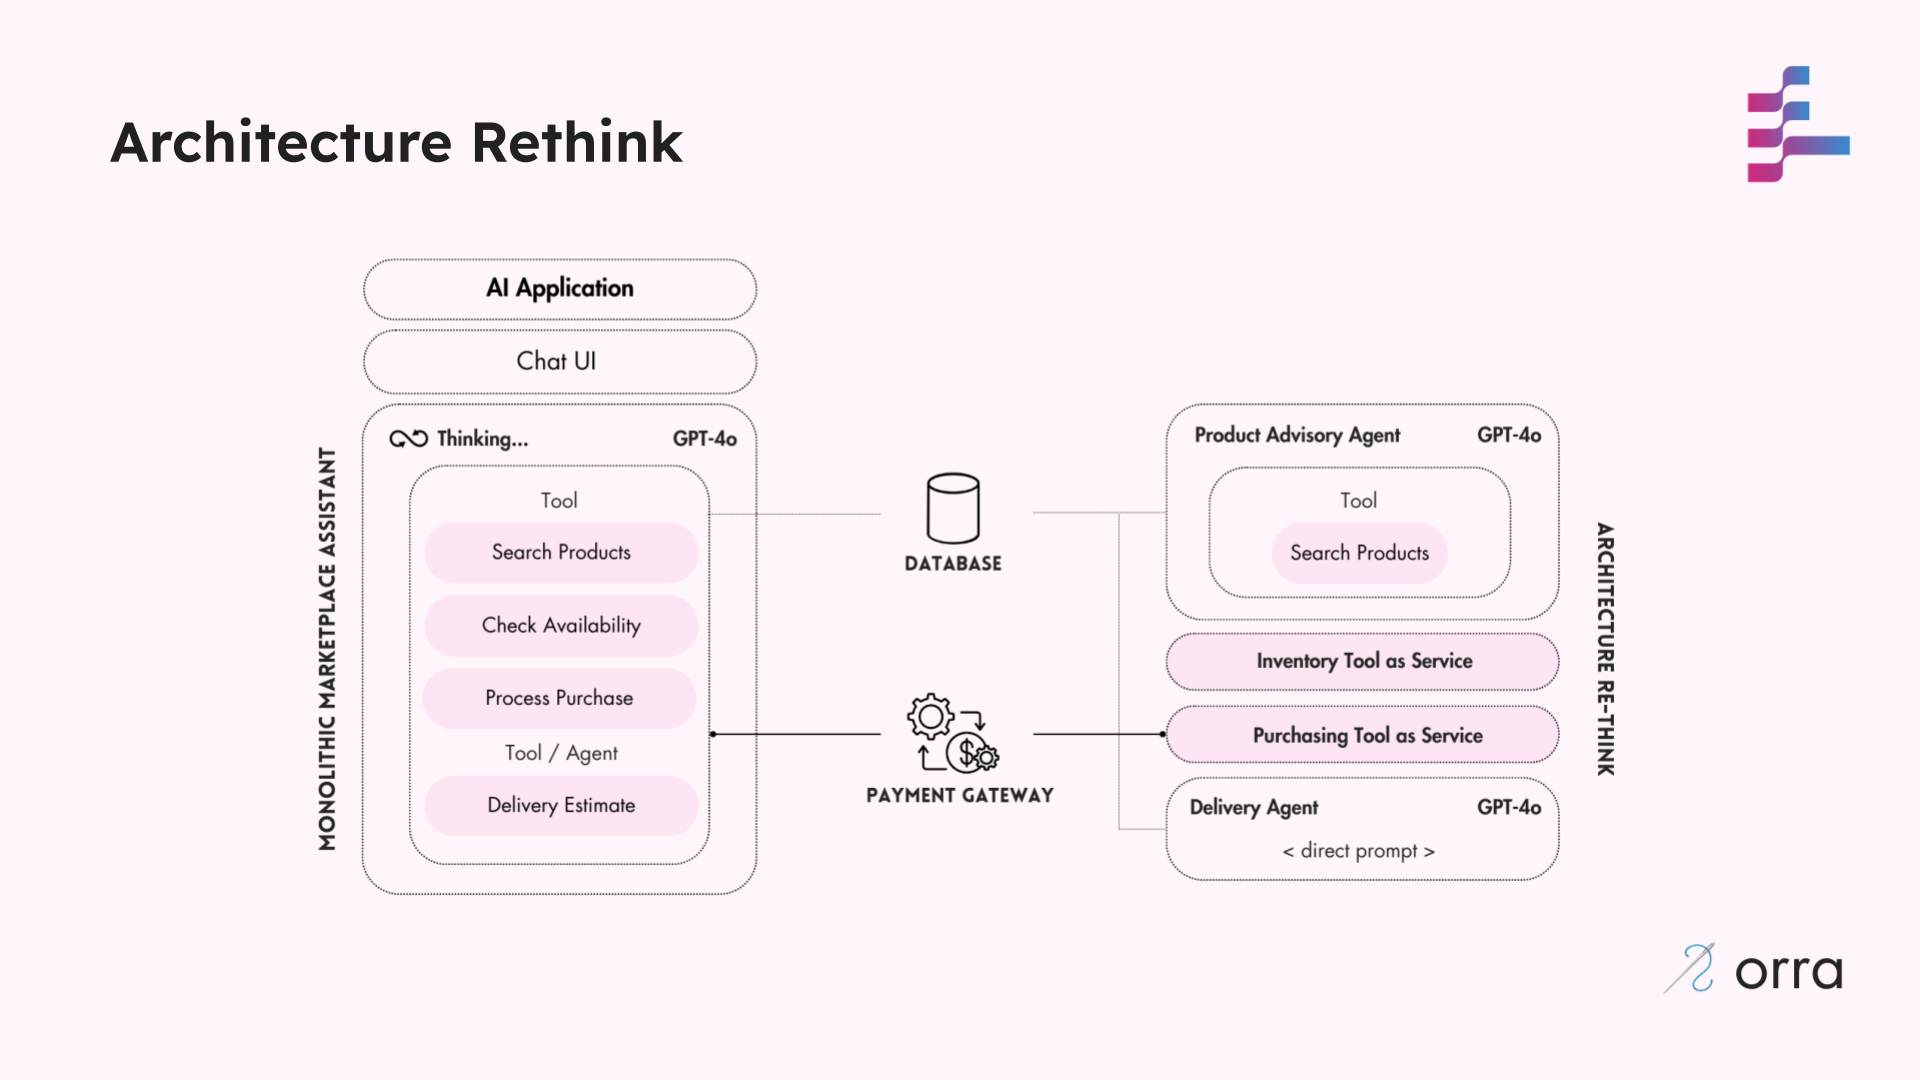 Architecture Rethink
AI Application
Chat UI
MONOLITHIC MARKETPLACE ASSISTANT
Thinking...
GPT-4o
Tool
Search Products
Check Availability
Process Purchase
Tool / Agent
Delivery Estimate
DATABASE
PAYMENT GATEWAY
Product Advisory Agent
GPT-4o
Tool
Search Products
Inventory Tool as Service
Purchasing Tool as Service
Delivery Agent
GPT-4o
< direct prompt >
ARCHITECTURE RE-THINK
orra